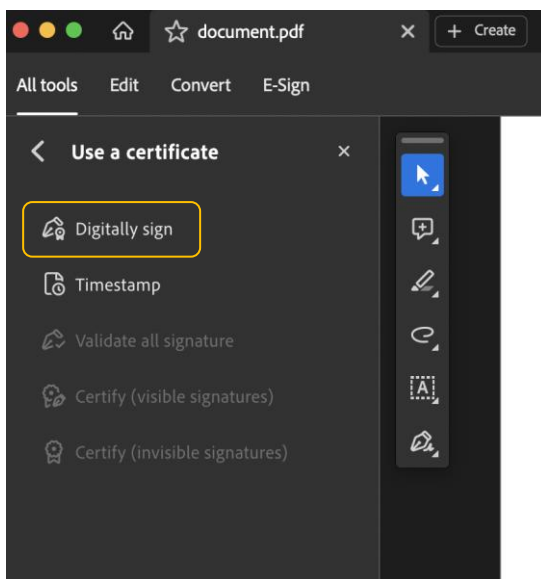 document.pdf
Create
All tools Edit Convert E-Sign
Use a certificate
Digitally sign
Timestamp
Validate all signature
Certify (visible signatures)
Certify (invisible signatures)
A